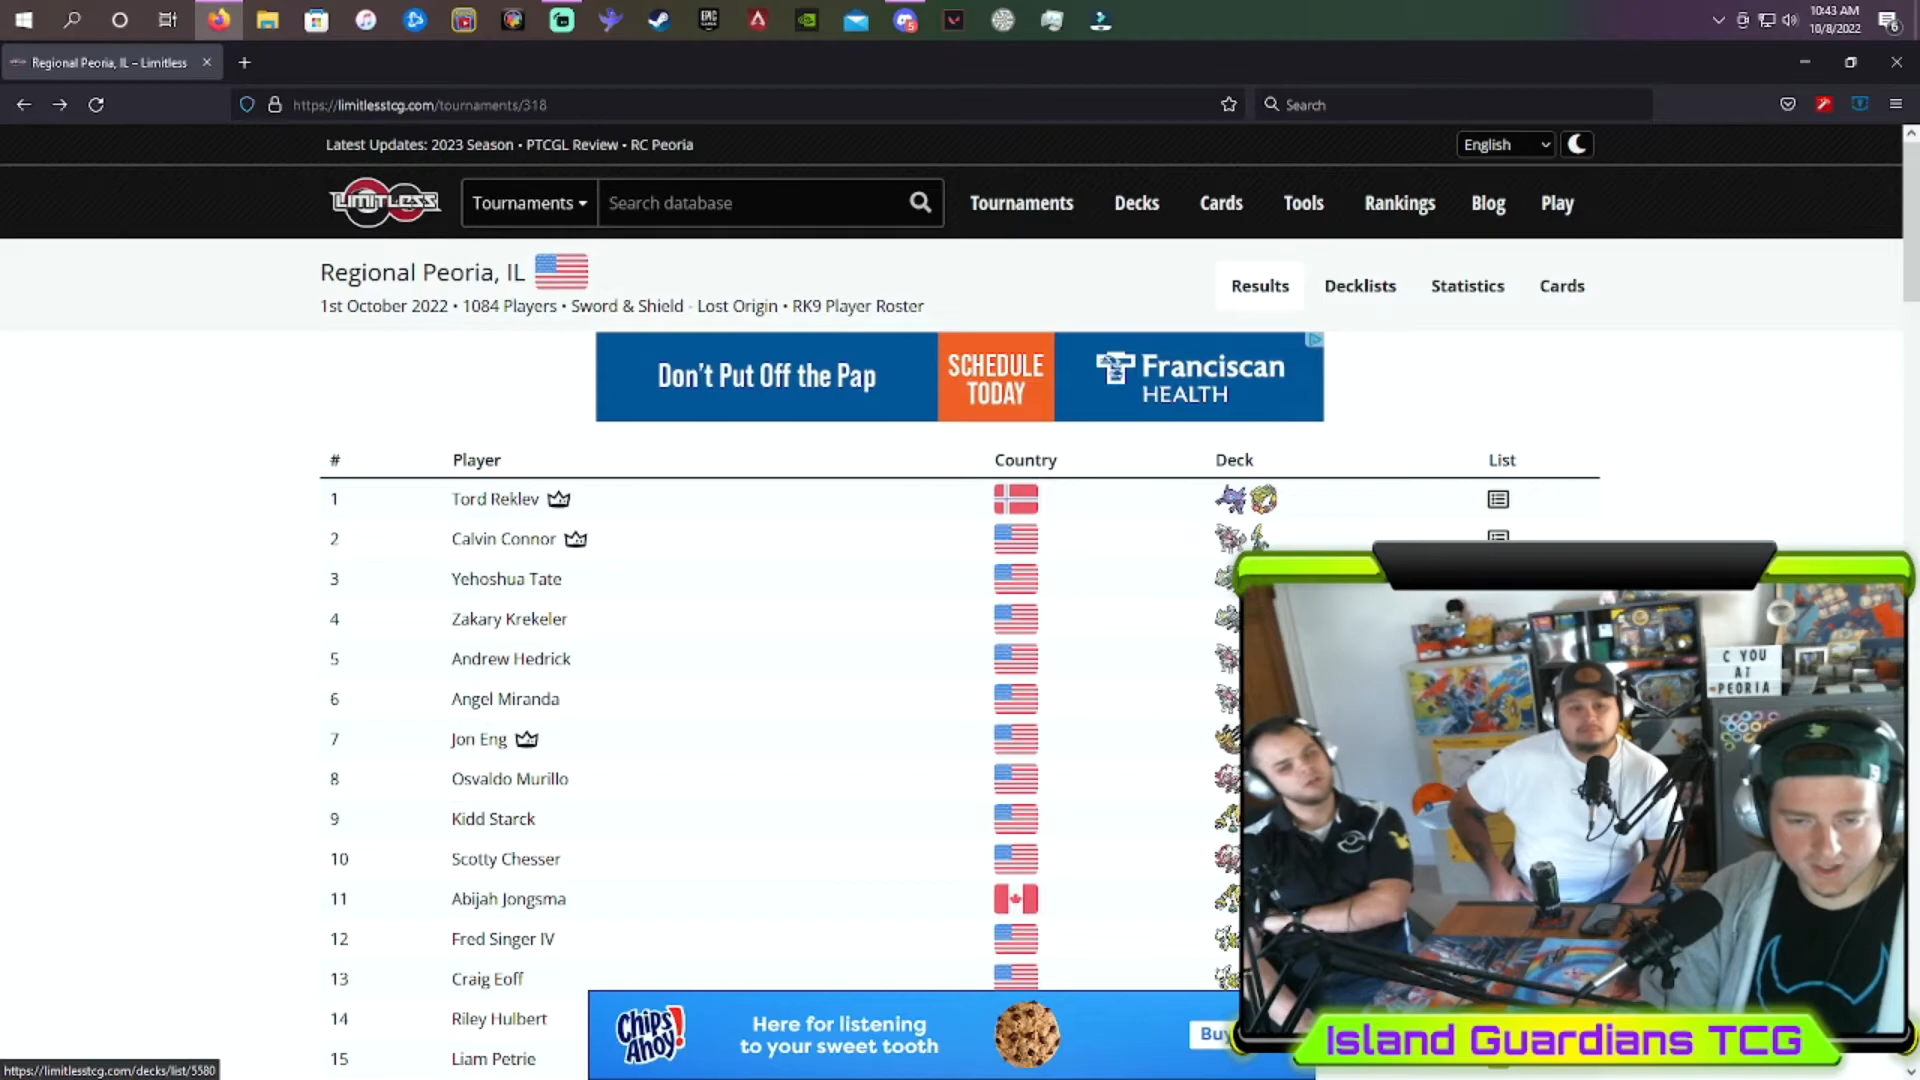 10:43 AM
10/8/2022
Regional Peoria, IL – Limitless
https://limitlesstcg.com/tournaments/318
Search
Latest Updates: 2023 Season • PTCGL Review • RC Peoria
English
LIMITLESS
Tournaments
Search database
Tournaments
Decks
Cards
Tools
Rankings
Blog
Play
Regional Peoria, IL
1st October 2022 • 1084 Players • Sword & Shield - Lost Origin • RK9 Player Roster
Results
Decklists
Statistics
Cards
Don't Put Off the Pap
SCHEDULE
TODAY
Franciscan
HEALTH
# Player Country Deck List
1 Tord Reklev
2 Calvin Connor
3 Yehoshua Tate
4 Zakary Krekeler
5 Andrew Hedrick
6 Angel Miranda
7 Jon Eng
8 Osvaldo Murillo
9 Kidd Starck
10 Scotty Chesser
11 Abijah Jongsma
12 Fred Singer IV
13 Craig Eoff
14 Riley Hulbert
15 Liam Petrie
C YOU
AT
PEORIA
Chips
Ahoy!
Here for listening
to your sweet tooth
Buy
Island Guardians TCG
https://limitlesstcg.com/decks/list/5580